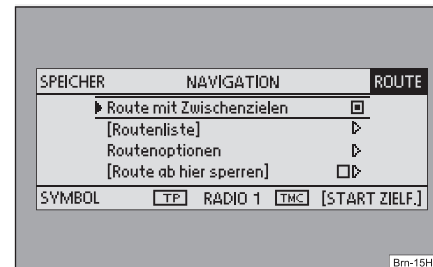 SPEICHER NAVIGATION ROUTE
Route mit Zwischenzielen
[Routenliste]
Routenoptionen
[Route ab hier sperren]
SYMBOL TP RADIO 1 TMC [START ZIELF.]
Brn-15H